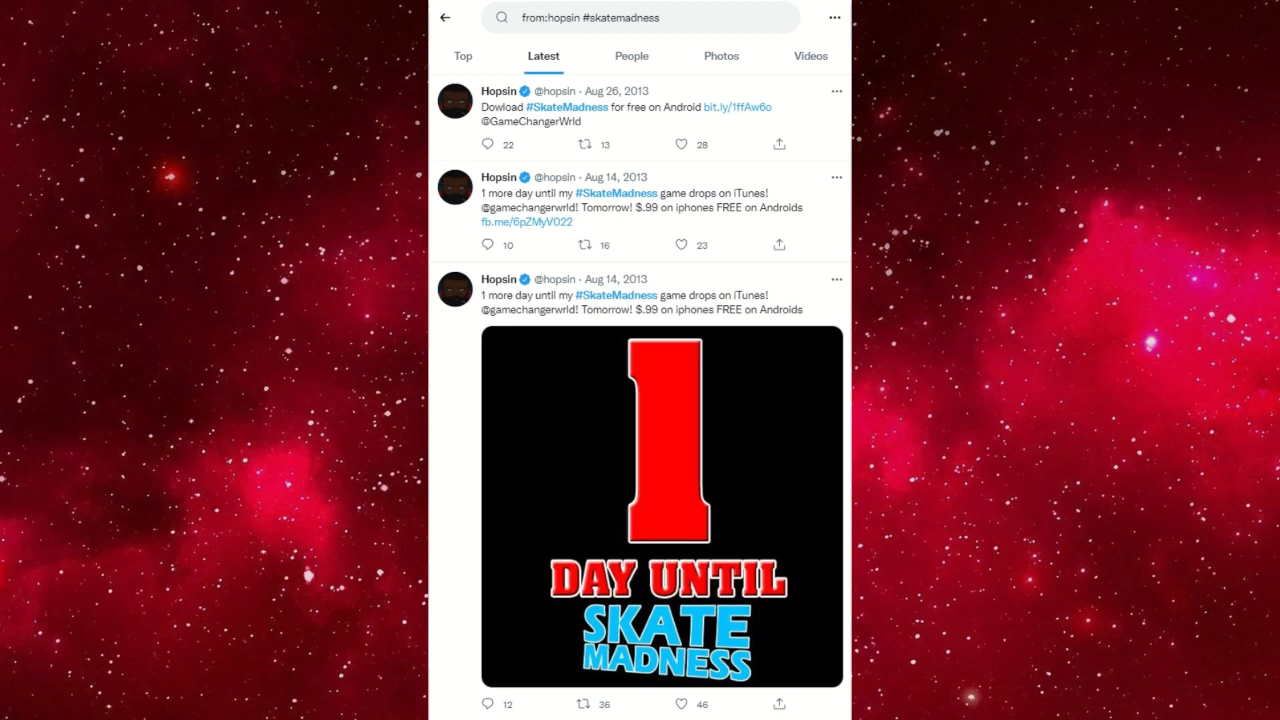 from:hopsin #skatemadness
Top Latest People Photos Videos
Hopsin @hopsin · Aug 26, 2013
Dowload #SkateMadness for free on Android bit.ly/1ffAw6o
@GameChangerWrld
22 13 28
Hopsin @hopsin · Aug 14, 2013
1 more day until my #SkateMadness game drops on iTunes!
@gamechangerwrld! Tomorrow! $.99 on iphones FREE on Androids
fb.me/6pZMyV022
10 16 23
Hopsin @hopsin · Aug 14, 2013
1 more day until my #SkateMadness game drops on iTunes!
@gamechangerwrld! Tomorrow! $.99 on iphones FREE on Androids
1
DAY UNTIL
SKATE
MADNESS
12 36 46